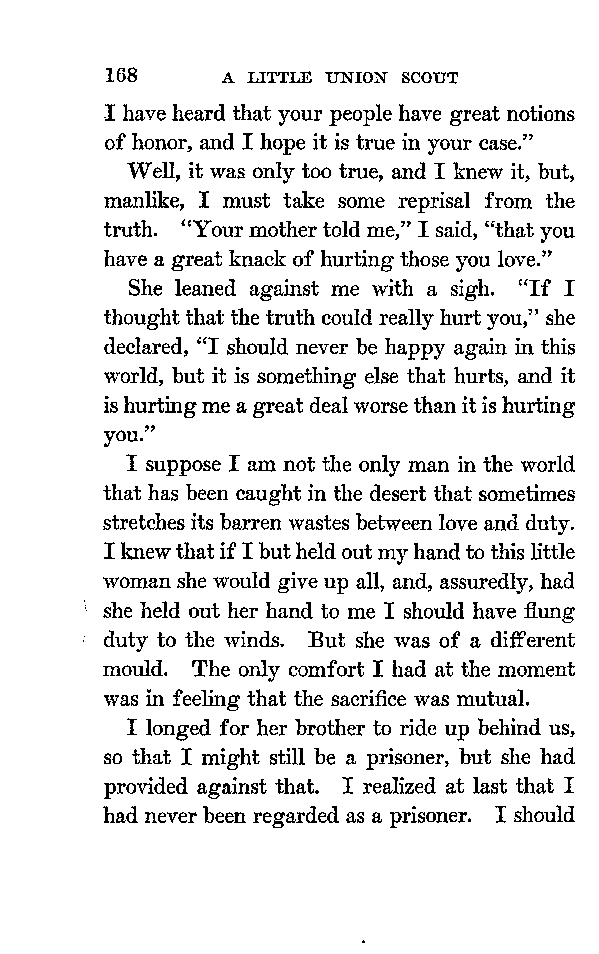 168 A LITTLE UNION SCOUT
I have heard that your people have great notions
of honor, and I hope it is true in your case.”
Well, it was only too true, and I knew it, but,
manlike, I must take some reprisal from the
truth. “Your mother told me,” I said, “that you
have a great knack of hurting those you love.”
She leaned against me with a sigh. “If I
thought that the truth could really hurt you,” she
declared, “I should never be happy again in this
world, but it is something else that hurts, and it
is hurting me a great deal worse than it is hurting
you.”
I suppose I am not the only man in the world
that has been caught in the desert that sometimes
stretches its barren wastes between love and duty.
I knew that if I but held out my hand to this little
woman she would give up all, and, assuredly, had
she held out her hand to me I should have flung
duty to the winds. But she was of a different
mould. The only comfort I had at the moment
was in feeling that the sacrifice was mutual.
I longed for her brother to ride up behind us,
so that I might still be a prisoner, but she had
provided against that. I realized at last that I
had never been regarded as a prisoner. I should